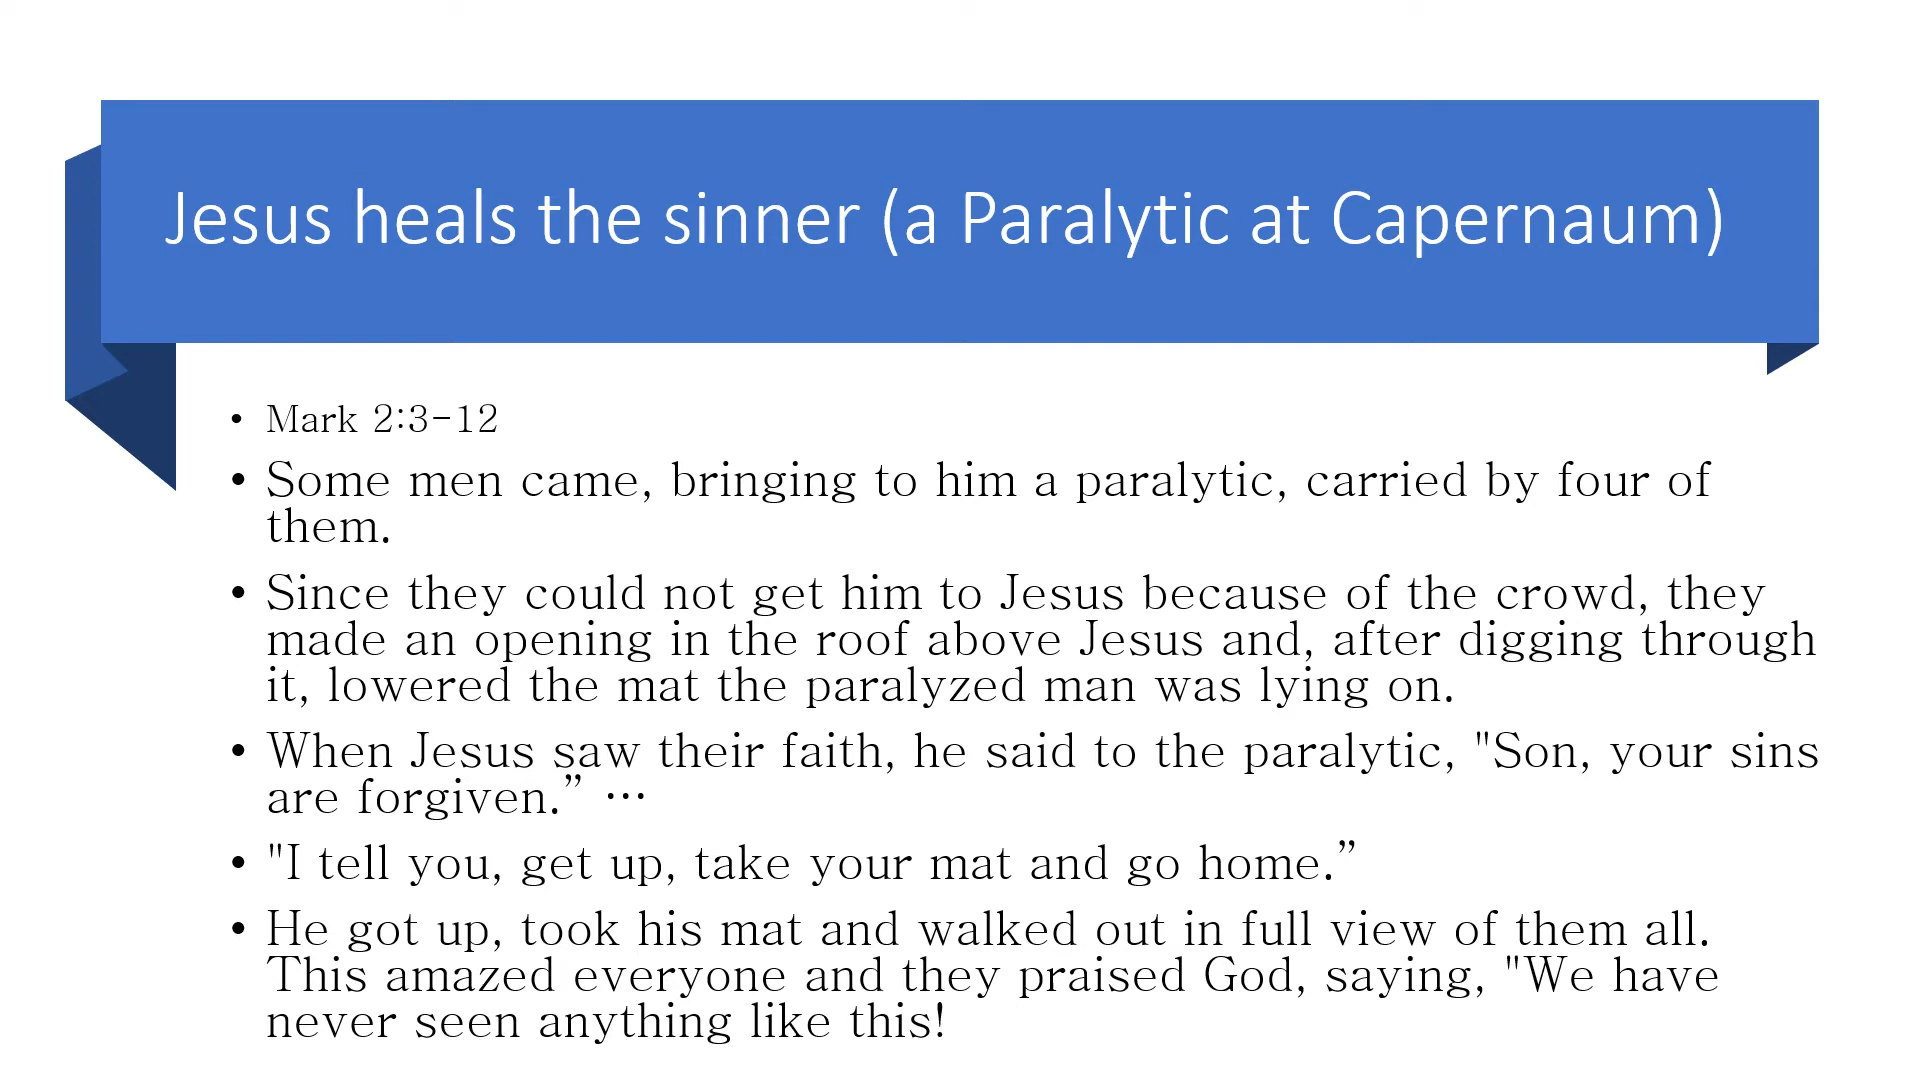 Jesus heals the sinner (a Paralytic at Capernaum)
• Mark 2:3-12
• Some men came, bringing to him a paralytic, carried by four of
them.
• Since they could not get him to Jesus because of the crowd, they
made an opening in the roof above Jesus and, after digging through
it, lowered the mat the paralyzed man was lying on.
• When Jesus saw their faith, he said to the paralytic, "Son, your sins
are forgiven.” …
• "I tell you, get up, take your mat and go home.”
• He got up, took his mat and walked out in full view of them all.
This amazed everyone and they praised God, saying, "We have
never seen anything like this!